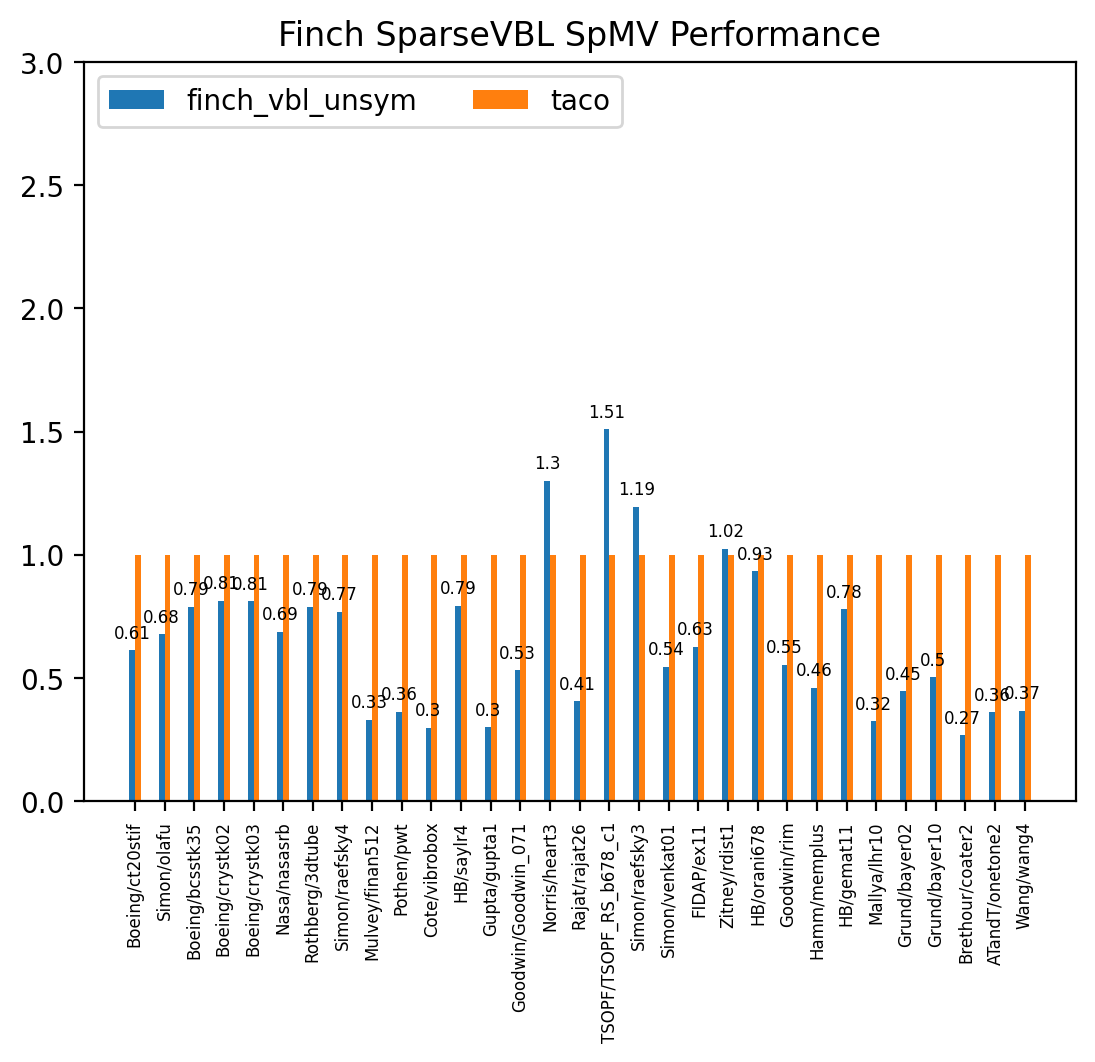 Finch SparseVBL SpMV Performance
finch_vbl_unsym
taco
3.0
2.5
2.0
1.5
1.0
0.5
0.0
0.61
0.68
0.79
0.81
0.81
0.69
0.79
0.77
0.33
0.36
0.3
0.79
0.3
0.53
1.3
0.41
1.51
1.19
0.54
0.63
1.02
0.93
0.55
0.46
0.78
0.32
0.45
0.5
0.27
0.36
0.37
Boeing/ct20stif
Simon/olafu
Boeing/bcsstk35
Boeing/crystk02
Boeing/crystk03
Nasa/nasasrb
Rothberg/3dtube
Simon/raefsky4
Mulvey/finan512
Pothen/pwt
Cote/vibrobox
HB/saylr4
Gupta/gupta1
Goodwin/Goodwin_071
Norris/heart3
Rajat/rajat26
TSOPF/TSOPF_RS_b678_c1
Simon/raefsky3
Simon/venkat01
FIDAP/ex11
Zitney/rdist1
HB/orani678
Goodwin/rim
Hamm/memplus
HB/gemat11
Mallya/lhr10
Grund/bayer02
Grund/bayer10
Brethour/coater2
ATandT/onetone2
Wang/wang4